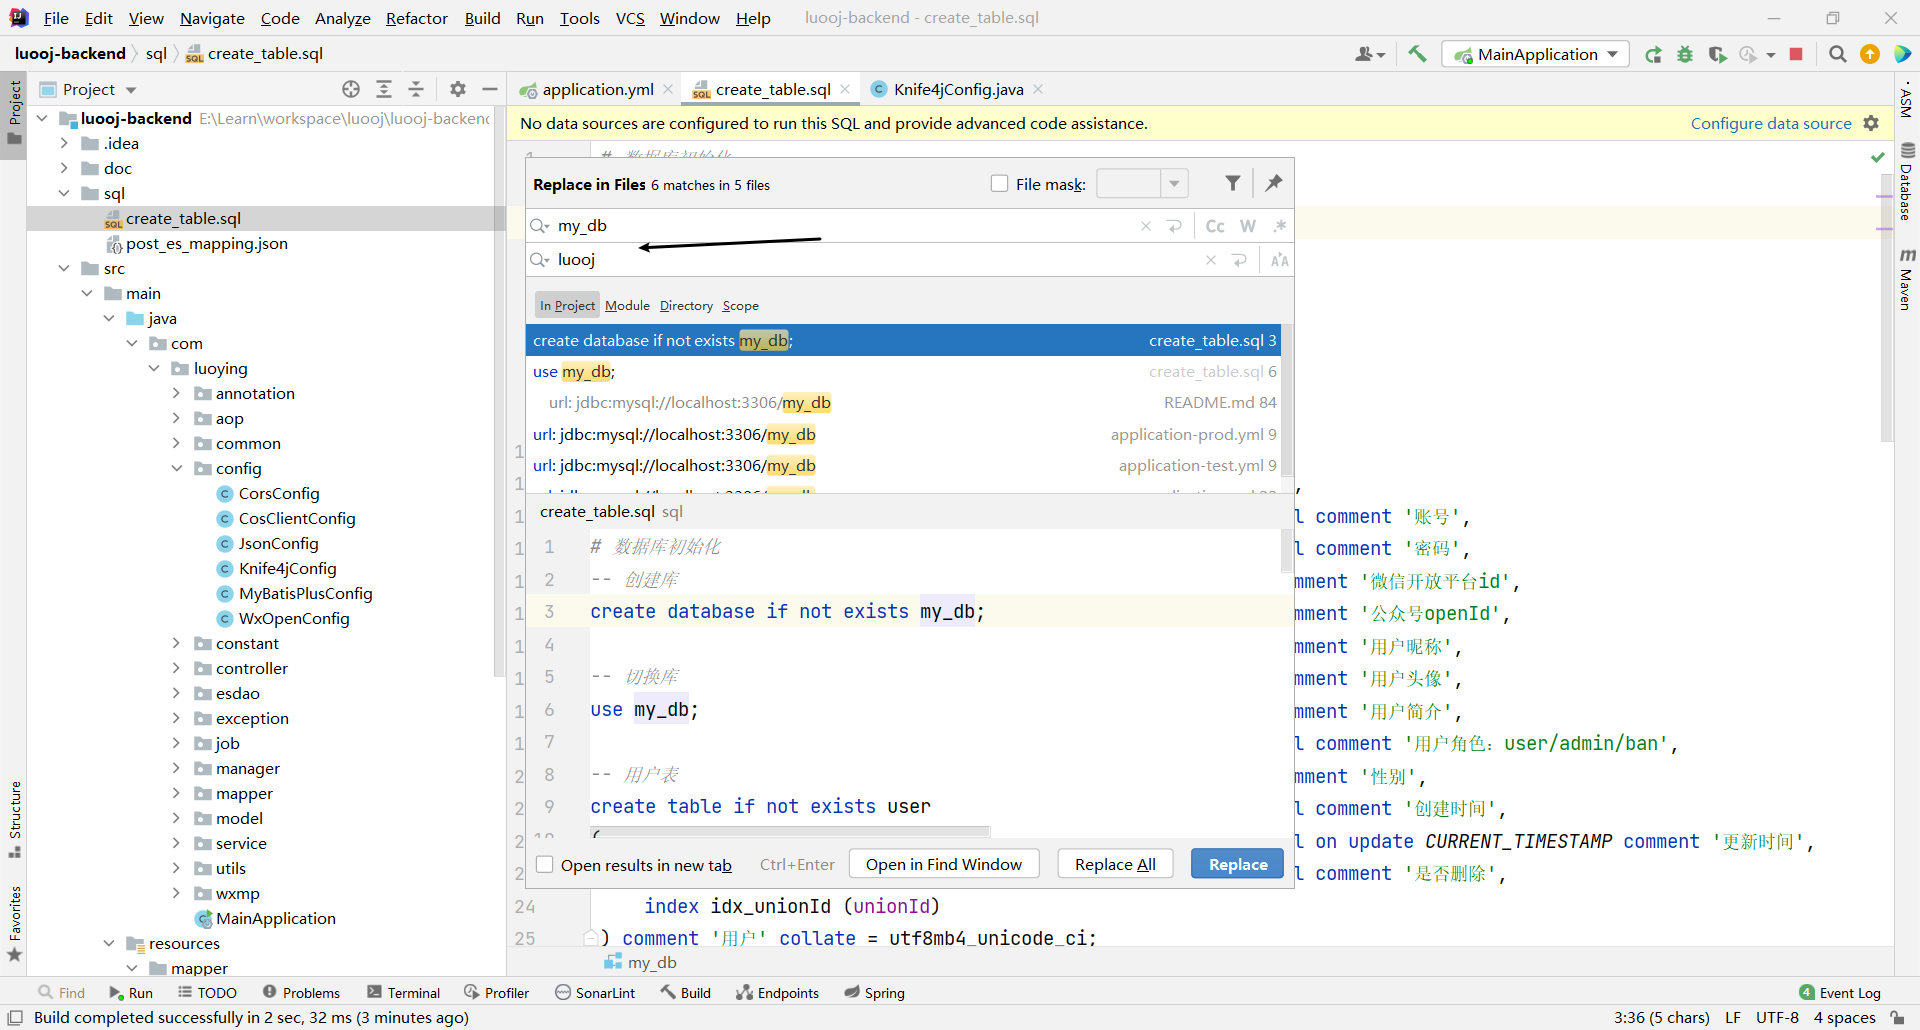 File Edit View Navigate Code Analyze Refactor Build Run Tools VCS Window Help luooj-backend - create_table.sql
luooj-backend sql create_table.sql
MainApplication
Project
application.yml
create_table.sql
Knife4jConfig.java
No data sources are configured to run this SQL and provide advanced code assistance.
Configure data source
Project
Structure
Favorites
luooj-backend E:\Learn\workspace\luooj\luooj-backend
.idea
doc
sql
create_table.sql
post_es_mapping.json
src
main
java
com
luoying
annotation
aop
common
config
CorsConfig
CosClientConfig
JsonConfig
Knife4jConfig
MyBatisPlusConfig
WxOpenConfig
constant
controller
esdao
exception
job
manager
mapper
model
service
utils
wxmp
MainApplication
resources
mapper
# 数据库初始化
Replace in Files 6 matches in 5 files
File mask:
my_db
Cc W .*
luooj
In Project Module Directory Scope
create database if not exists my_db; create_table.sql 3
use my_db; create_table.sql 6
url: jdbc:mysql://localhost:3306/my_db README.md 84
url: jdbc:mysql://localhost:3306/my_db application-prod.yml 9
url: jdbc:mysql://localhost:3306/my_db application-test.yml 9
create_table.sql sql
1 # 数据库初始化
2 -- 创建库
3 create database if not exists my_db;
4
5 -- 切换库
6 use my_db;
7
8 -- 用户表
9 create table if not exists user
10 (
Open results in new tab Ctrl+Enter Open in Find Window Replace All Replace
,
l comment '账号',
l comment '密码',
mment '微信开放平台id',
mment '公众号openId',
mment '用户昵称',
mment '用户头像',
mment '用户简介',
l comment '用户角色：user/admin/ban',
mment '性别',
l comment '创建时间',
l on update CURRENT_TIMESTAMP comment '更新时间',
l comment '是否删除',
24 index idx_unionId (unionId)
25 ) comment '用户' collate = utf8mb4_unicode_ci;
my_db
ASM
Database
Maven
Find Run TODO Problems Terminal Profiler SonarLint Build Endpoints Spring
4 Event Log
Build completed successfully in 2 sec, 32 ms (3 minutes ago)
3:36 (5 chars) LF UTF-8 4 spaces